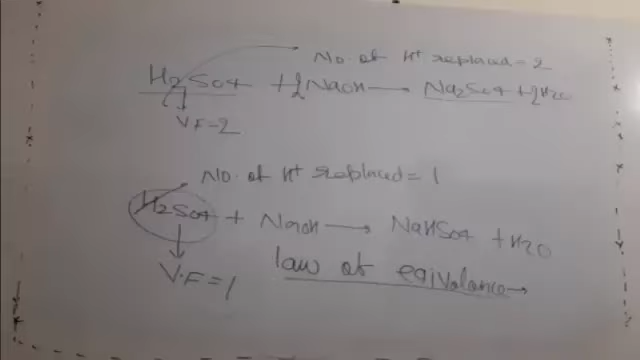 No. of H+ replaced = 2
H2SO4 + 2NaOH → Na2SO4 + 2H2O
V.F=2
No. of H+ replaced = 1
H2SO4 + NaOH → NaHSO4 + H2O
V.F = 1
law of eqivalance →